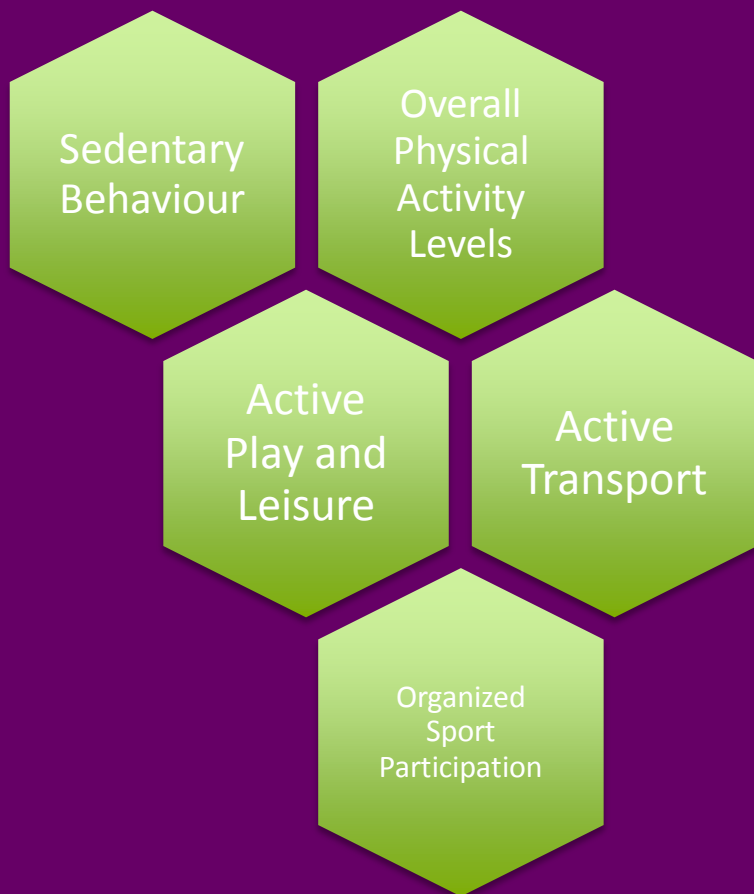 Sedentary
Behaviour
Overall
Physical
Activity
Levels
Active
Play and
Leisure
Active
Transport
Organized
Sport
Participation